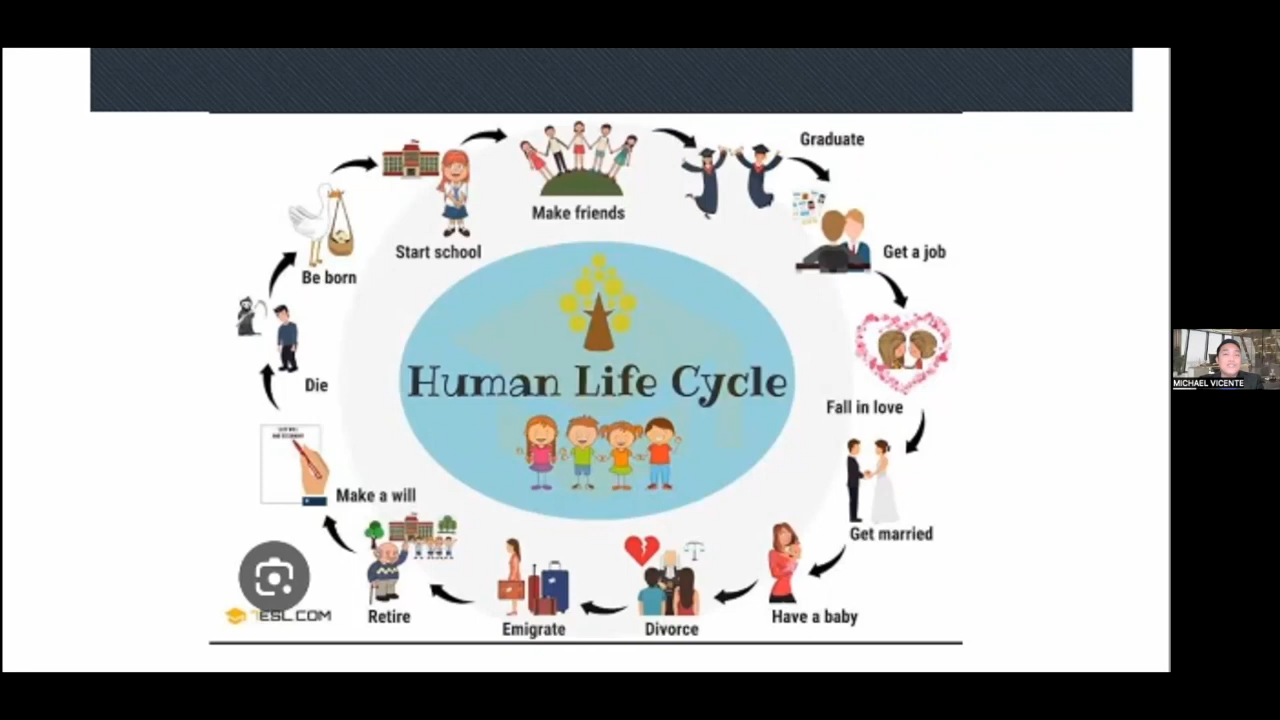 Graduate
Make friends
Start school
Get a job
Be born
Human Life Cycle
Die
Fall in love
Make a will
Get married
Retire
Emigrate
Divorce
Have a baby
7ESL.COM
MICHAEL VICENTE